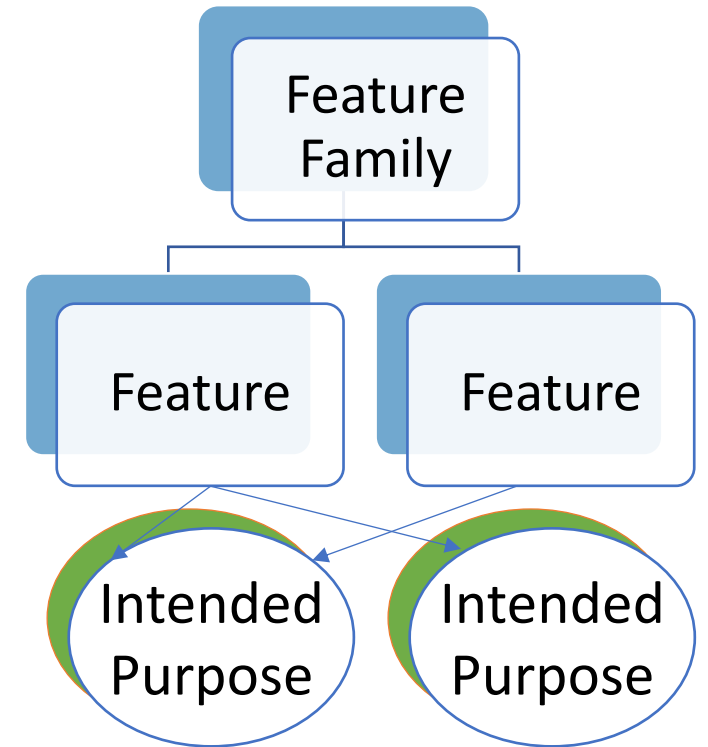 Feature
Family
Feature
Feature
Intended
Purpose
Intended
Purpose